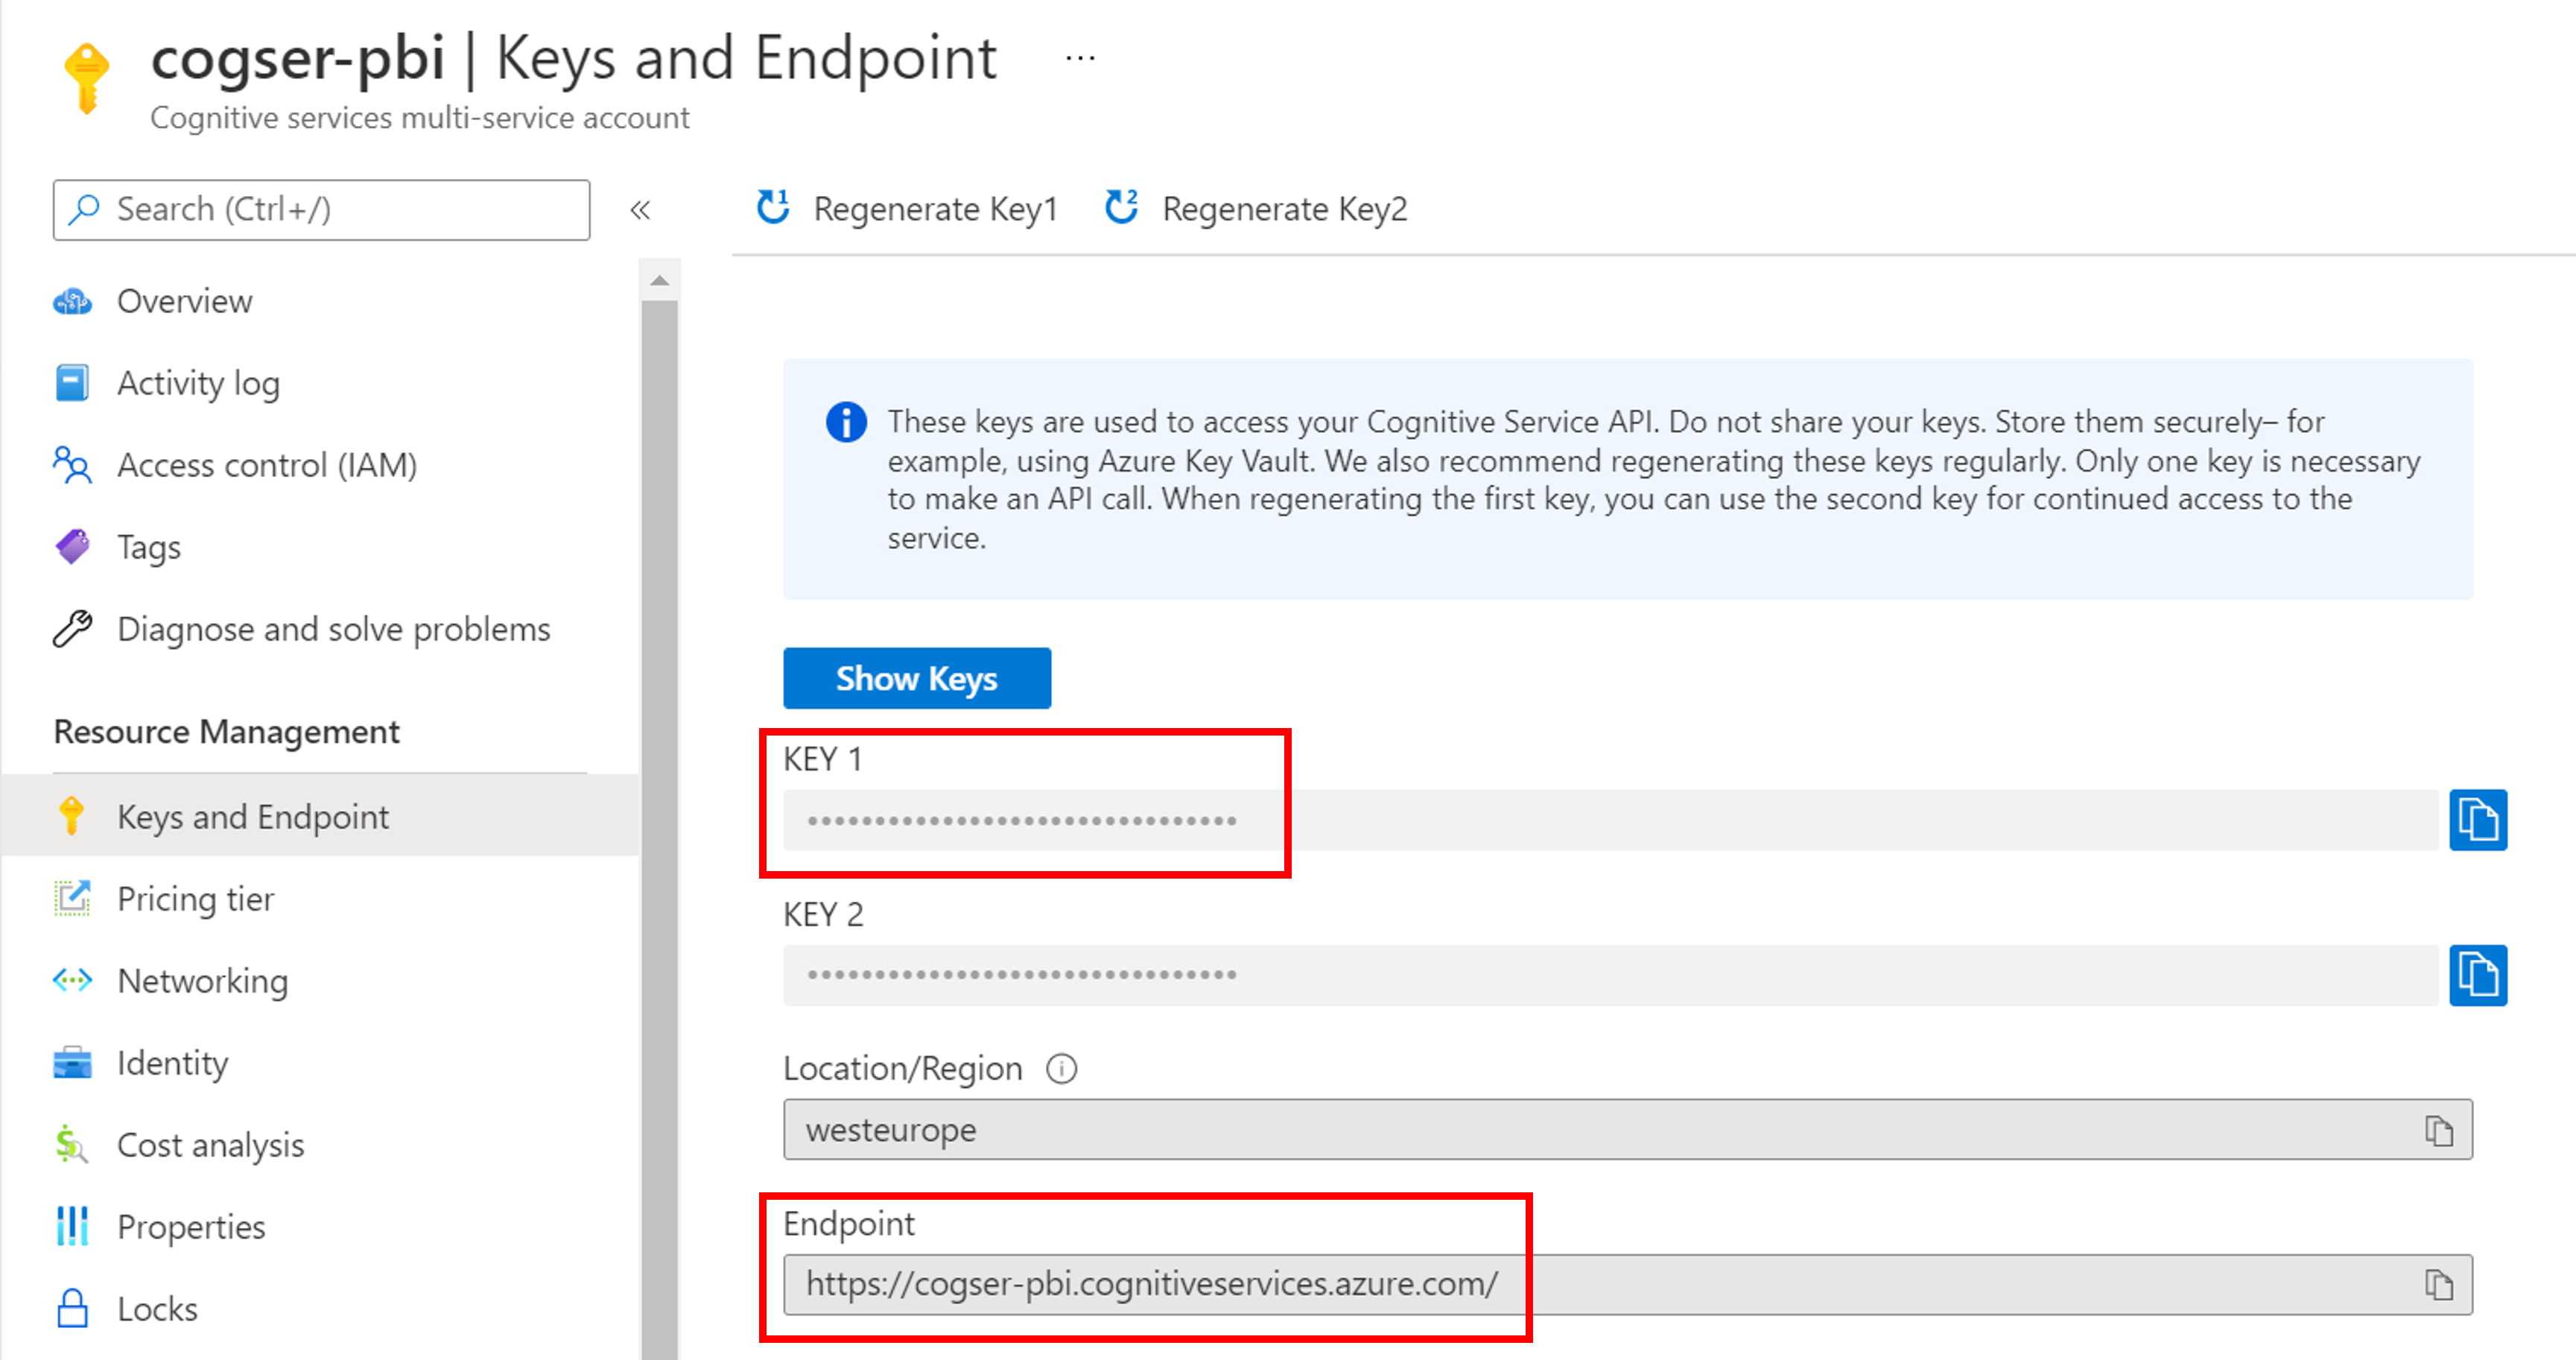 cogser-pbi | Keys and Endpoint ...
Cognitive services multi-service account
Search (Ctrl+/)
«
Overview
Activity log
Access control (IAM)
Tags
Diagnose and solve problems
Resource Management
Keys and Endpoint
Pricing tier
Networking
Identity
Cost analysis
Properties
Locks
1 Regenerate Key1 2 Regenerate Key2
These keys are used to access your Cognitive Service API. Do not share your keys. Store them securely– for
example, using Azure Key Vault. We also recommend regenerating these keys regularly. Only one key is necessary
to make an API call. When regenerating the first key, you can use the second key for continued access to the
service.
Show Keys
KEY 1
••••••••••••••••••••••••••••••••
KEY 2
••••••••••••••••••••••••••••••••
Location/Region
westeurope
Endpoint
https://cogser-pbi.cognitiveservices.azure.com/